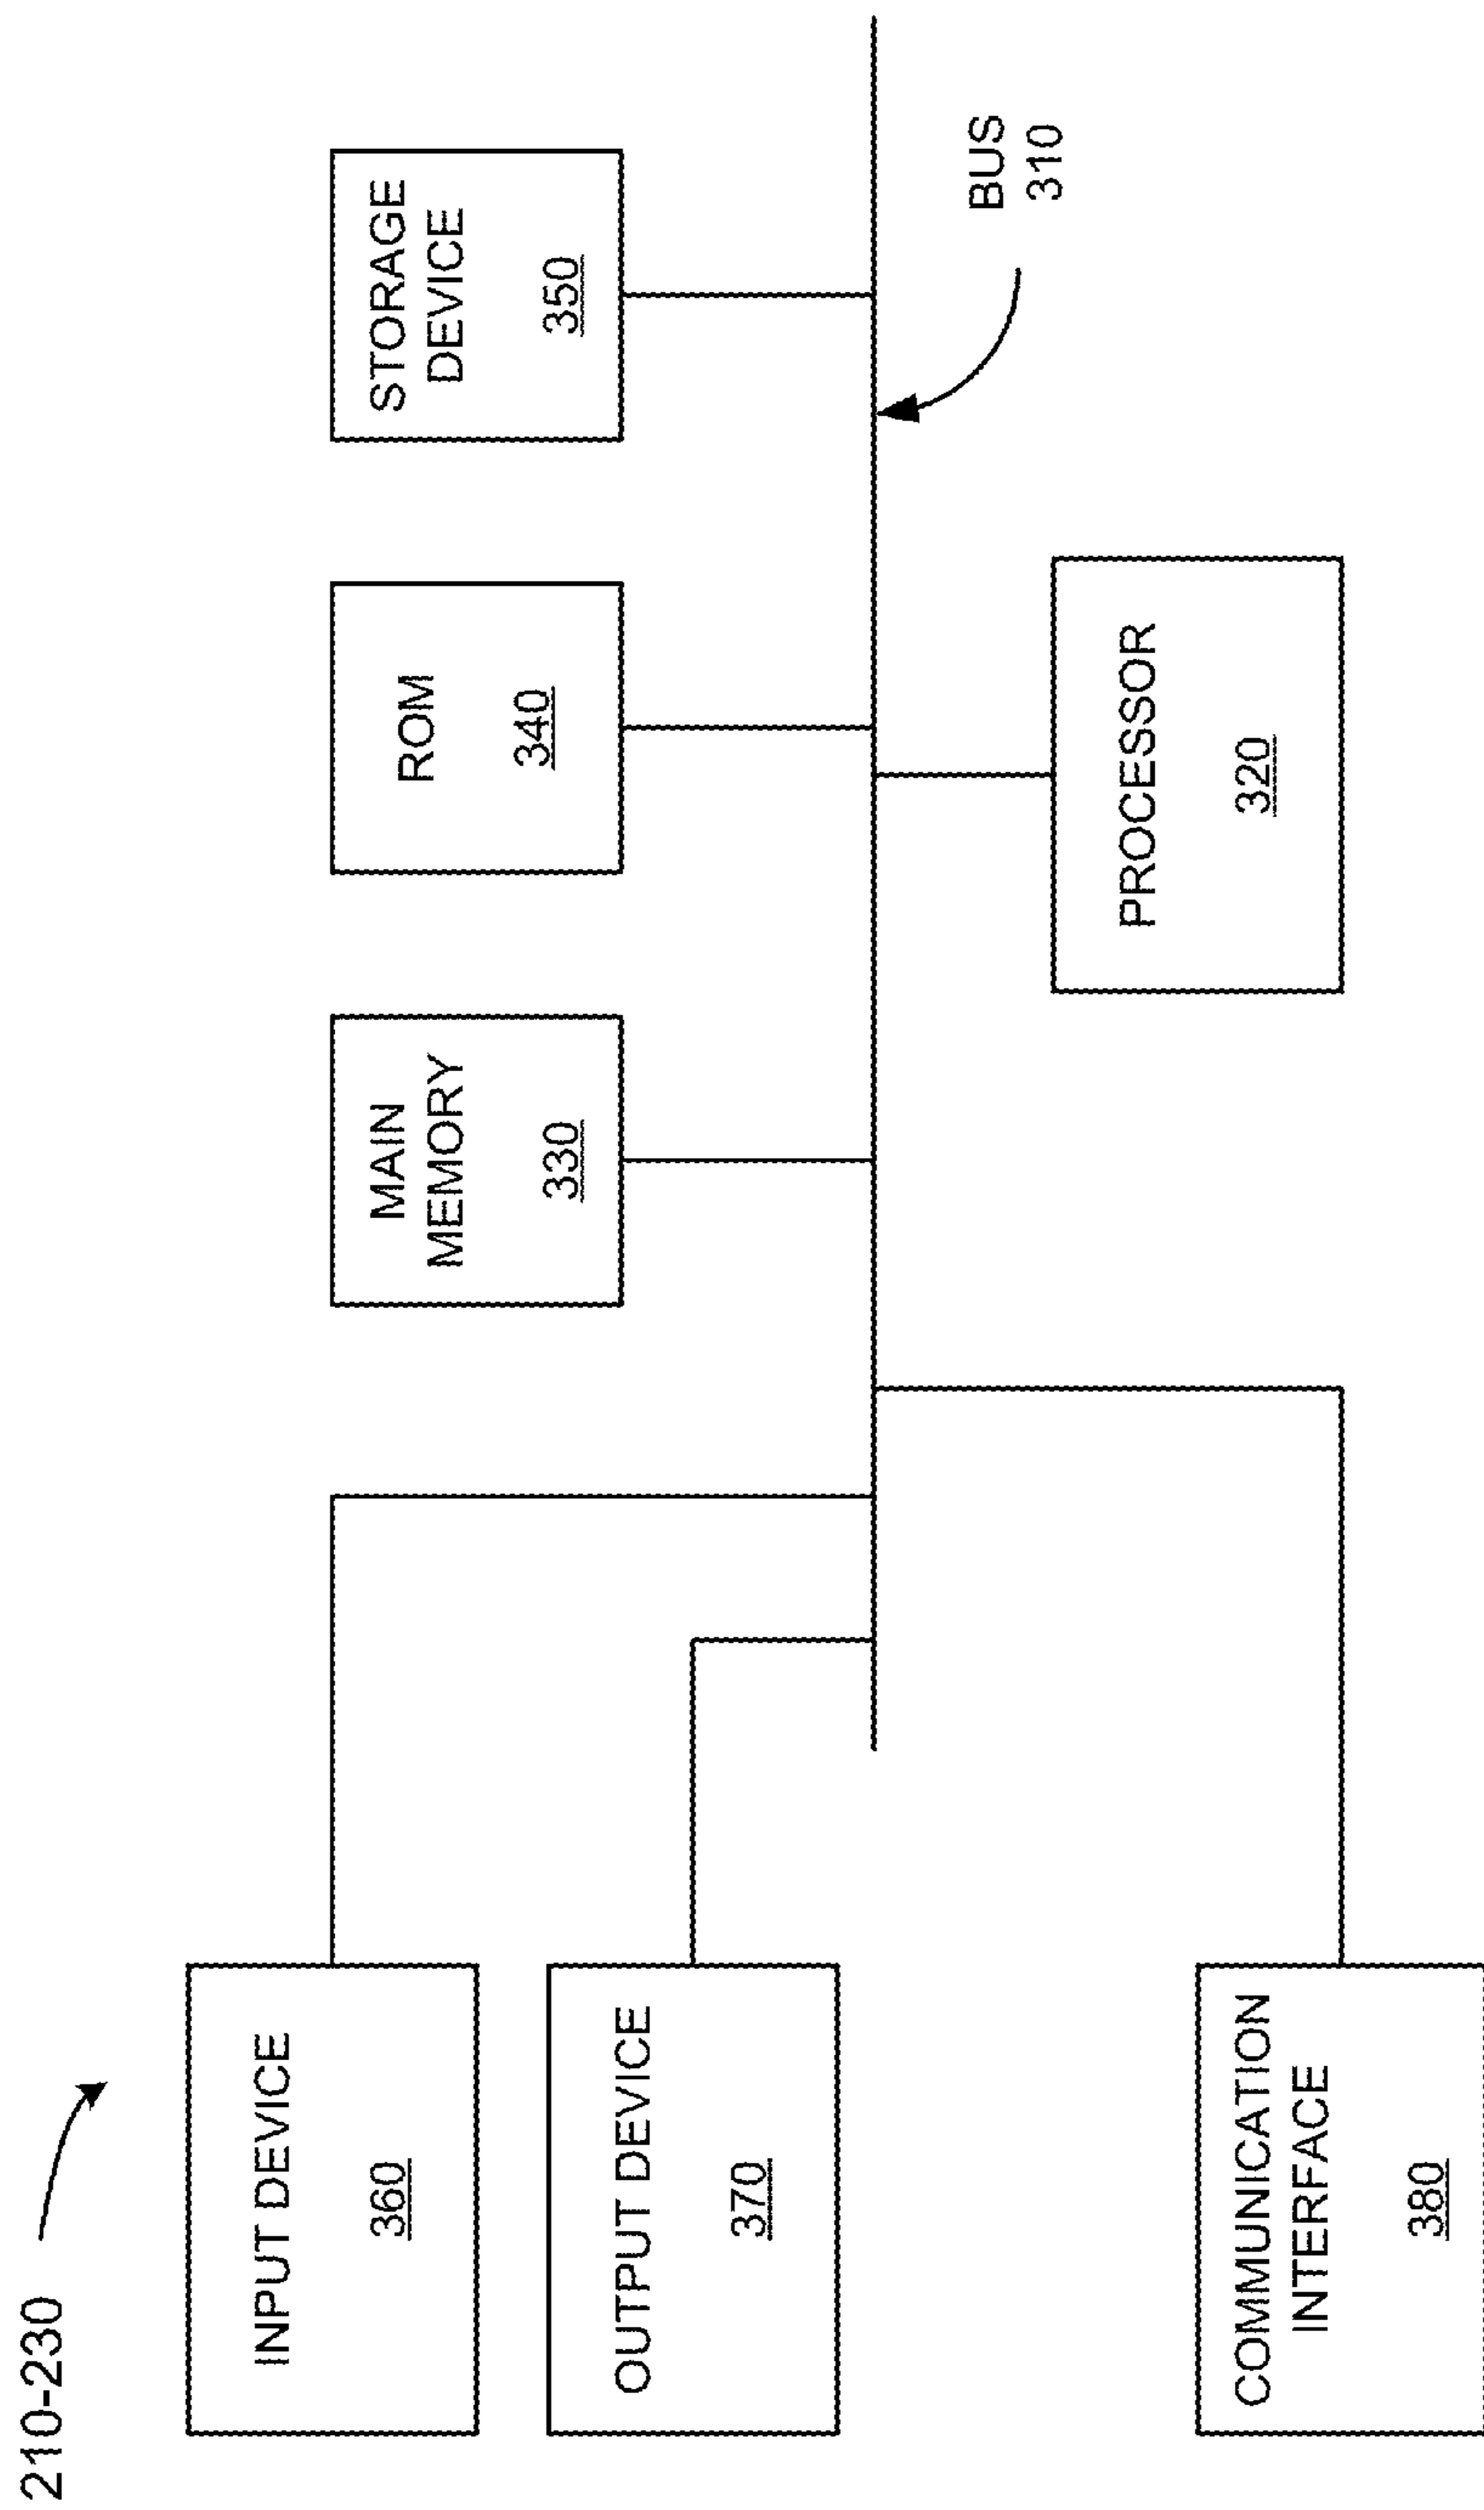 210-230
INPUT DEVICE
360
MAIN
MEMORY
330
ROM
340
STORAGE
DEVICE
350
OUTPUT DEVICE
370
BUS
310
PROCESSOR
320
COMMUNICATION
INTERFACE
380